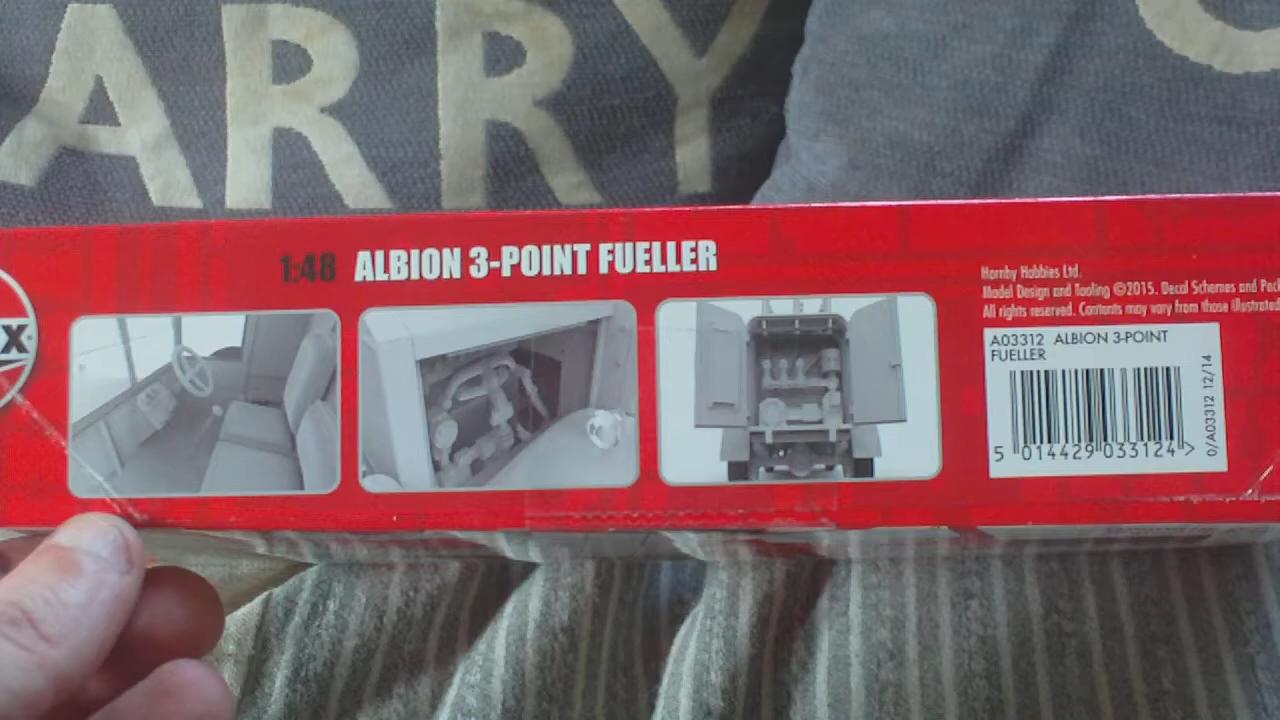 ARRY
1:48 ALBION 3-POINT FUELLER
X
Hornby Hobbies Ltd.
Model Design and Tooling ©2015. Decal Schemes and
All rights reserved. Contents may vary from those
A03312 ALBION 3-POINT
FUELLER
5 014429 033124 >
0/A03312 12/14